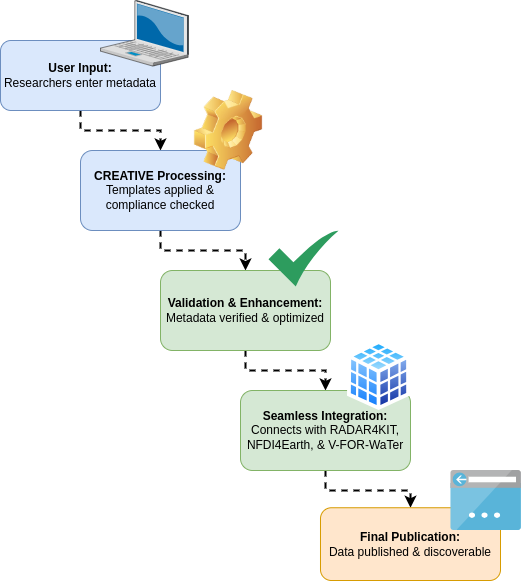 User Input:
Researchers enter metadata
CREATIVE Processing:
Templates applied &
compliance checked
Validation & Enhancement:
Metadata verified & optimized
Seamless Integration:
Connects with RADAR4KIT,
NFDI4Earth, & V-FOR-WaTer
Final Publication:
Data published & discoverable